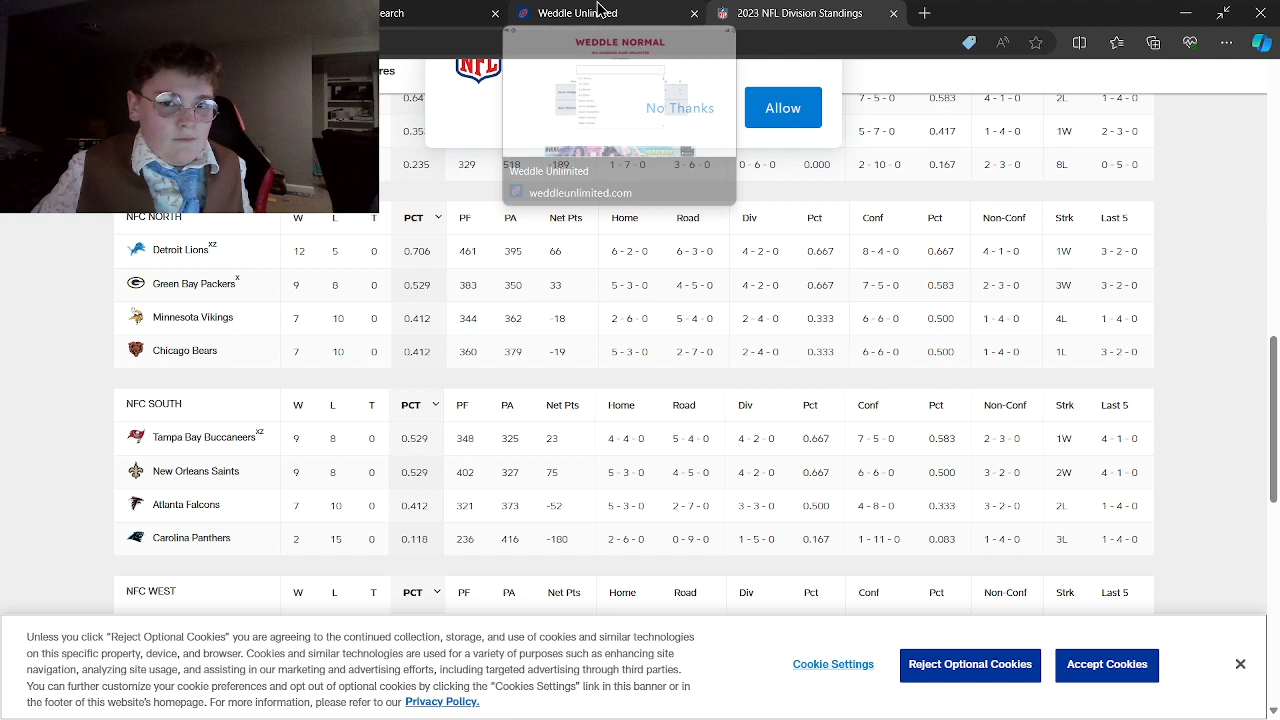 earch
Weddle Unlimited
2023 NFL Division Standings
res
NFL
WEDDLE NORMAL
No Thanks
Allow
Weddle Unlimited
weddleunlimited.com
0.417 1 - 4 - 0 1W 2 - 3 - 0
.235 329 518 -189 1 - 7 - 0 3 - 6 - 0 0 - 6 - 0 0.000 2 - 10 - 0 0.167 2 - 3 - 0 8L 3 - 5 - 0
NFC NORTH W L T PCT PF PA Net Pts Home Road Div Pct Conf Pct Non-Conf Strk Last 5
Detroit Lions XZ 12 5 0 0.706 461 395 66 6 - 2 - 0 6 - 3 - 0 4 - 2 - 0 0.667 8 - 4 - 0 0.667 4 - 1 - 0 1W 3 - 2 - 0
Green Bay Packers X 9 8 0 0.529 383 350 33 5 - 3 - 0 4 - 5 - 0 4 - 2 - 0 0.667 7 - 5 - 0 0.583 2 - 3 - 0 3W 3 - 2 - 0
Minnesota Vikings 7 10 0 0.412 344 362 -18 2 - 6 - 0 5 - 4 - 0 2 - 4 - 0 0.333 6 - 6 - 0 0.500 1 - 4 - 0 4L 1 - 4 - 0
Chicago Bears 7 10 0 0.412 360 379 -19 5 - 3 - 0 2 - 7 - 0 2 - 4 - 0 0.333 6 - 6 - 0 0.500 1 - 4 - 0 1L 3 - 2 - 0
NFC SOUTH W L T PCT PF PA Net Pts Home Road Div Pct Conf Pct Non-Conf Strk Last 5
Tampa Bay Buccaneers XZ 9 8 0 0.529 348 325 23 4 - 4 - 0 5 - 4 - 0 4 - 2 - 0 0.667 7 - 5 - 0 0.583 2 - 3 - 0 1W 4 - 1 - 0
New Orleans Saints 9 8 0 0.529 402 327 75 5 - 3 - 0 4 - 5 - 0 4 - 2 - 0 0.667 6 - 6 - 0 0.500 3 - 2 - 0 2W 4 - 1 - 0
Atlanta Falcons 7 10 0 0.412 321 373 -52 5 - 3 - 0 2 - 7 - 0 3 - 3 - 0 0.500 4 - 8 - 0 0.333 3 - 2 - 0 2L 1 - 4 - 0
Carolina Panthers 2 15 0 0.118 236 416 -180 2 - 6 - 0 0 - 9 - 0 1 - 5 - 0 0.167 1 - 11 - 0 0.083 1 - 4 - 0 3L 1 - 4 - 0
NFC WEST W L T PCT PF PA Net Pts Home Road Div Pct Conf Pct Non-Conf Strk Last 5
Unless you click "Reject Optional Cookies" you are agreeing to the continued collection, storage, and use of cookies and similar technologies
on this specific property, device, and browser. Cookies and similar technologies are used for a variety of purposes such as enhancing site
navigation, analyzing site usage, and assisting in our marketing and advertising efforts, including targeted advertising through third parties.
You can further customize your cookie preferences and opt out of optional cookies by clicking the "Cookies Settings" link in this banner or in
the footer of this website's homepage. For more information, please refer to our Privacy Policy.
Cookie Settings
Reject Optional Cookies
Accept Cookies